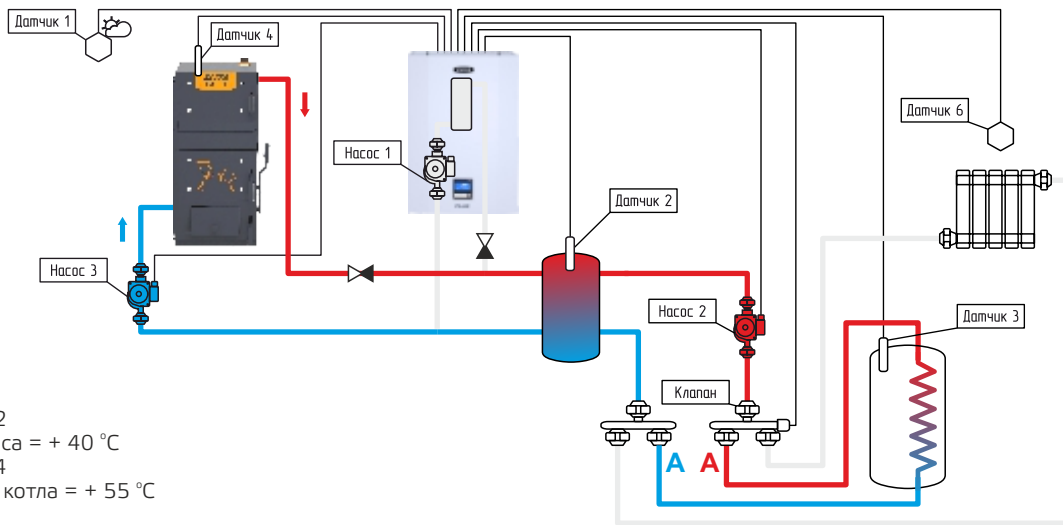 Датчик 1
Датчик 4
Насос 1
Датчик 6
Датчик 2
Насос 3
Насос 2
Датчик 3
Клапан
А А
2
са = + 40 °C
4
котла = + 55 °C